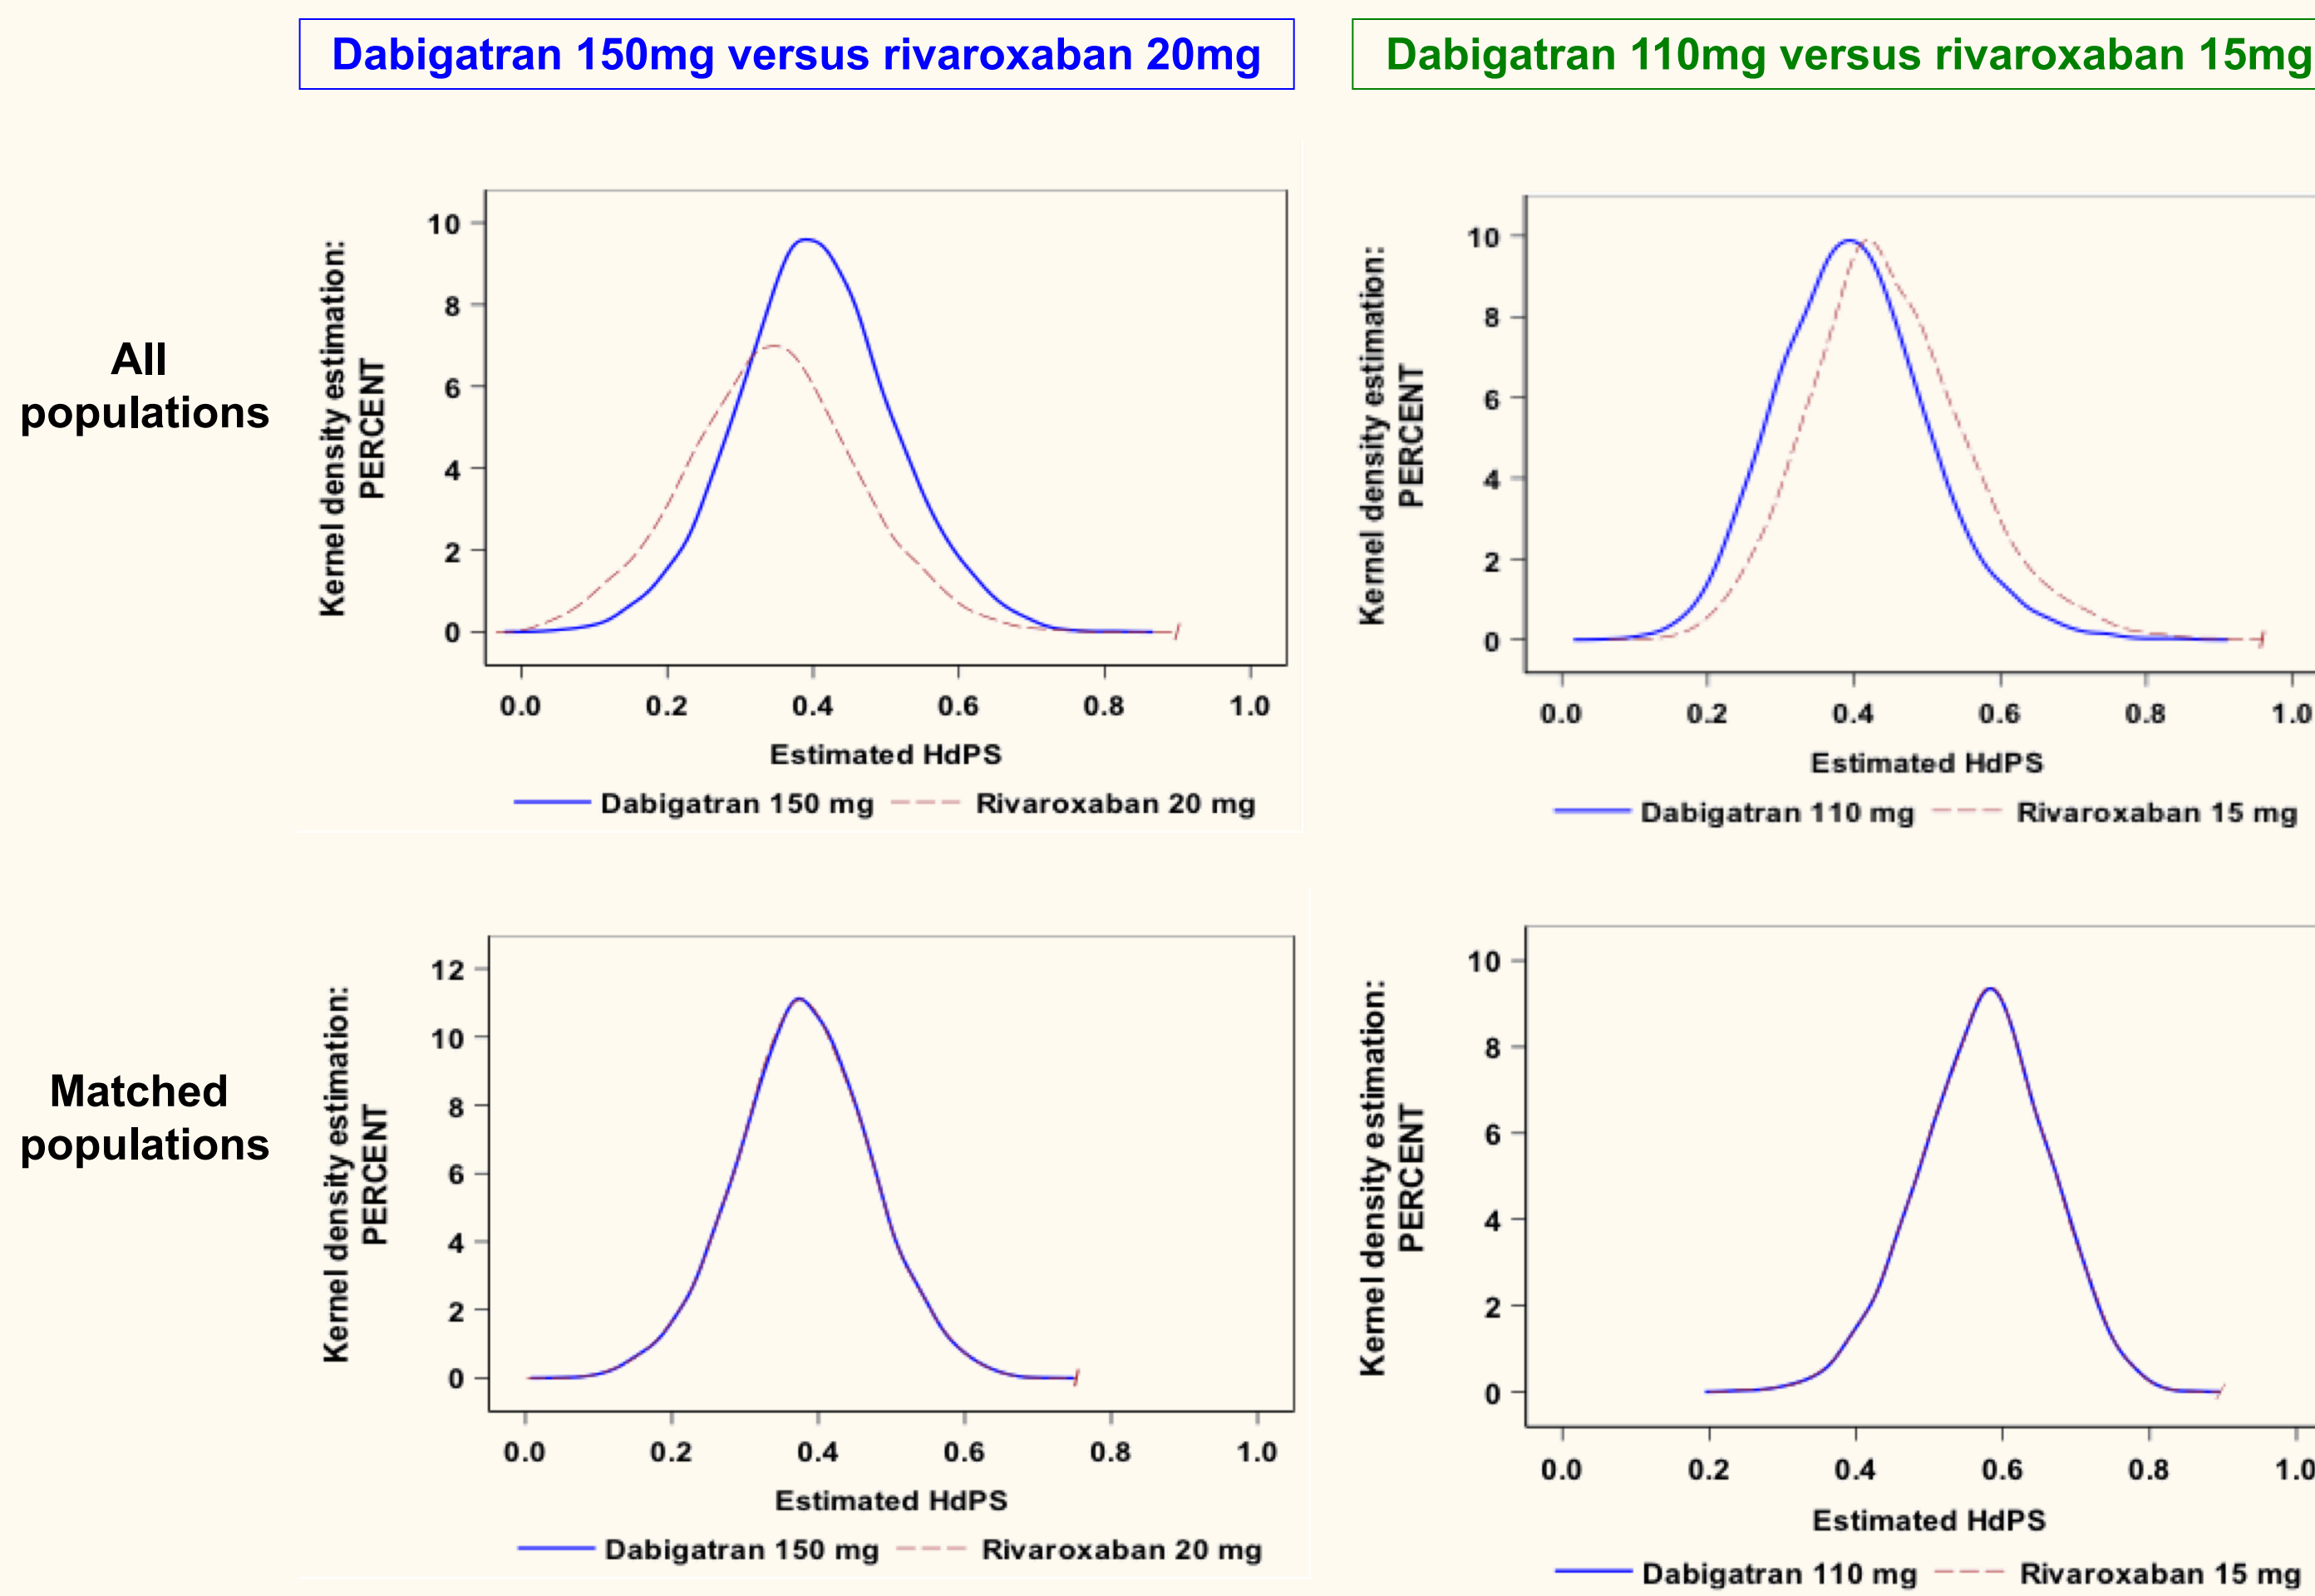 Dabigatran 150mg versus rivaroxaban 20mg
Dabigatran 110mg versus rivaroxaban 15mg
All
populations
Kernel density estimation:
PERCENT
10
8
6
4
2
0
0.0 0.2 0.4 0.6 0.8 1.0
Estimated HdPS
Dabigatran 150 mg Rivaroxaban 20 mg
Kernel density estimation:
PERCENT
10
8
6
4
2
0
0.0 0.2 0.4 0.6 0.8 1.0
Estimated HdPS
Dabigatran 110 mg Rivaroxaban 15 mg
Matched
populations
Kernel density estimation:
PERCENT
12
10
8
6
4
2
0
0.0 0.2 0.4 0.6 0.8 1.0
Estimated HdPS
Dabigatran 150 mg Rivaroxaban 20 mg
Kernel density estimation:
PERCENT
10
8
6
4
2
0
0.0 0.2 0.4 0.6 0.8 1.0
Estimated HdPS
Dabigatran 110 mg Rivaroxaban 15 mg